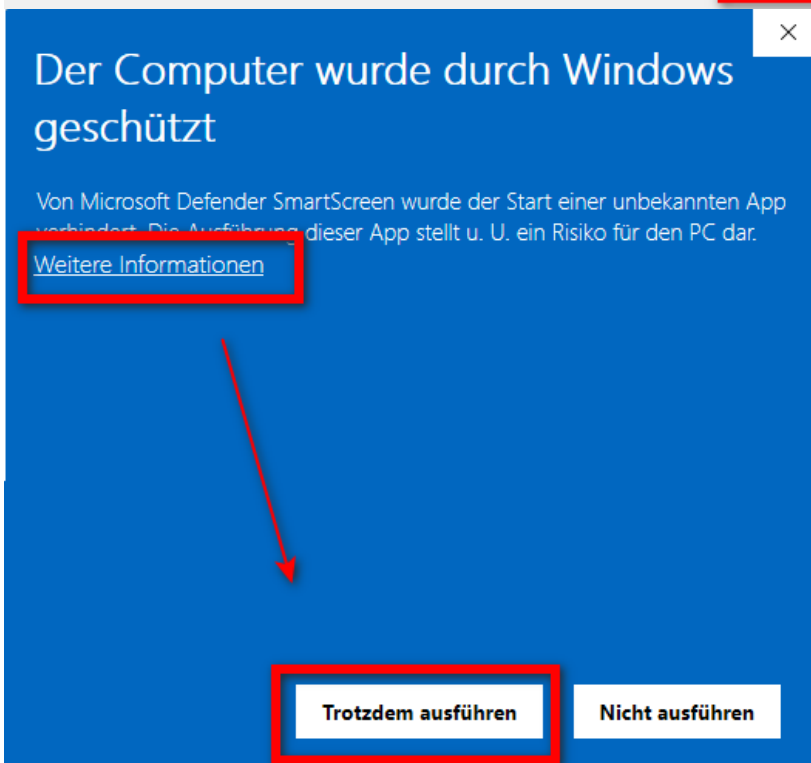 Der Computer wurde durch Windows
geschützt
Von Microsoft Defender SmartScreen wurde der Start einer unbekannten App
verhindert. Die Ausführung dieser App stellt u. U. ein Risiko für den PC dar.
Weitere Informationen
Trotzdem ausführen
Nicht ausführen